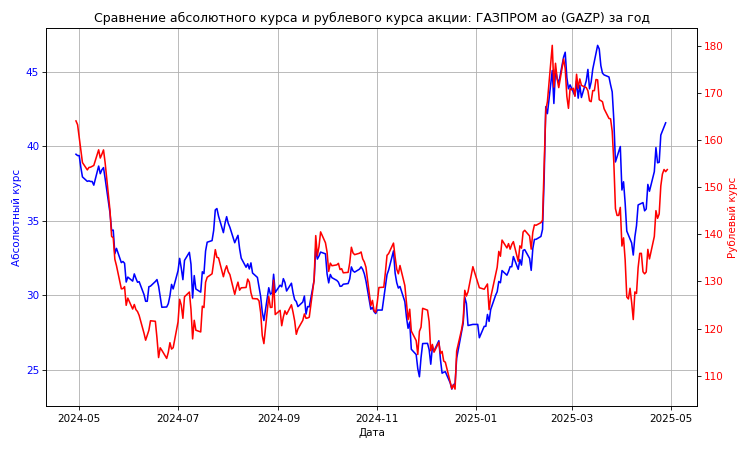 Сравнение абсолютного курса и рублевого курса акции: ГАЗПРОМ ао (GAZP) за год
Абсолютный курс
45
40
35
30
25
180
170
160
150
140
130
120
110
Рублевый курс
2024-05 2024-07 2024-09 2024-11 2025-01 2025-03 2025-05
Дата